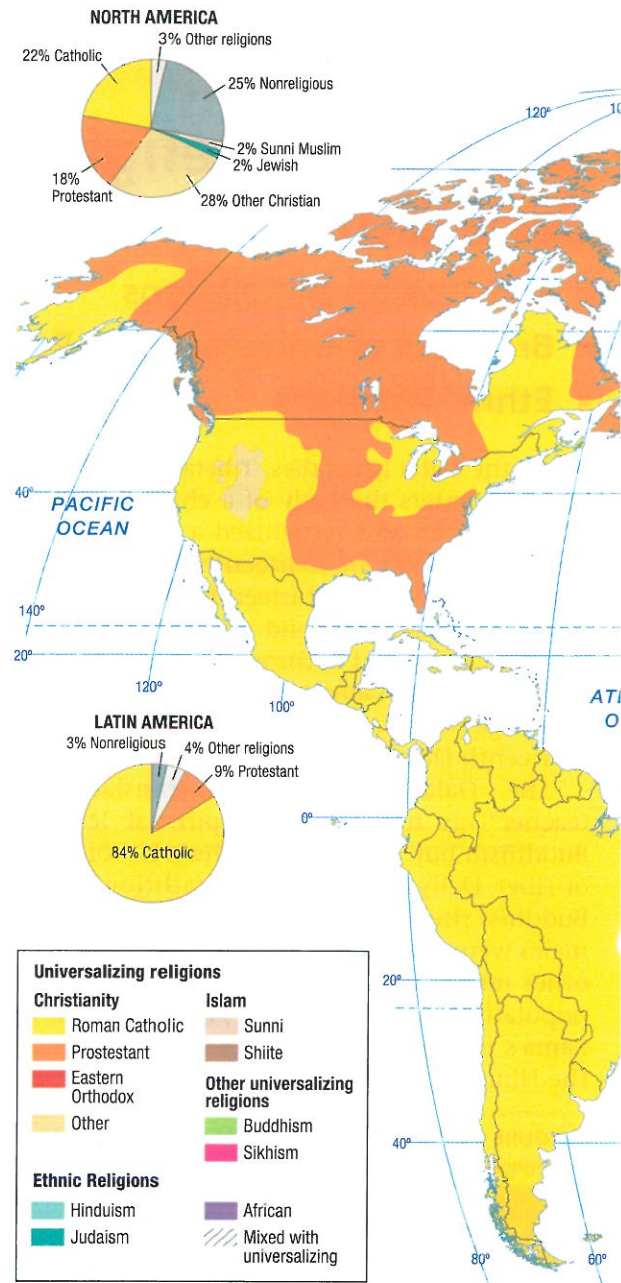 NORTH AMERICA
3% Other religions
22% Catholic
25% Nonreligious
2% Sunni Muslim
2% Jewish
18%
Protestant
28% Other Christian
120°
40°
PACIFIC
OCEAN
140°
20°
120°
100°
LATIN AMERICA
3% Nonreligious
4% Other religions
9% Protestant
84% Catholic
0°
20°
40°
80°
60°
Universalizing religions
Christianity
Roman Catholic
Prostestant
Eastern
Orthodox
Other
Islam
Sunni
Shiite
Other universalizing
religions
Buddhism
Sikhism
Ethnic Religions
Hinduism
Judaism
African
Mixed with
universalizing